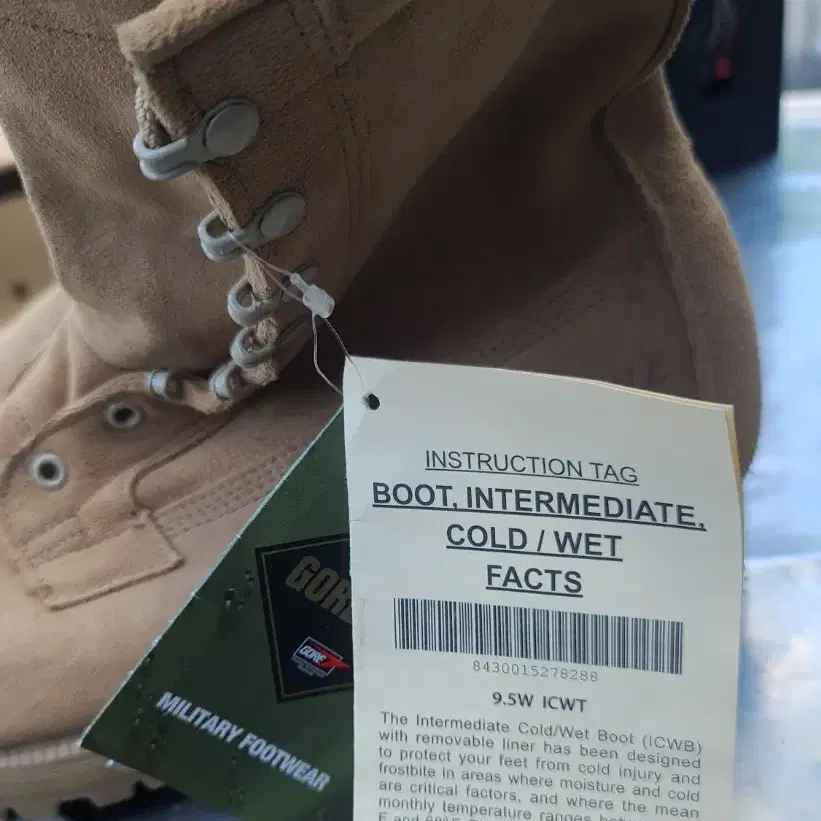 INSTRUCTION TAG
BOOT, INTERMEDIATE,
COLD / WET
FACTS
8430015278288
9.5W ICWT
The Intermediate Cold/Wet Boot (ICWB)
with removable liner has been designed
to protect your feet from cold injury and
frostbite in areas where moisture and cold
are critical factors, and where the mean
monthly temperature ranges
GORE
MILITARY FOOTWEAR